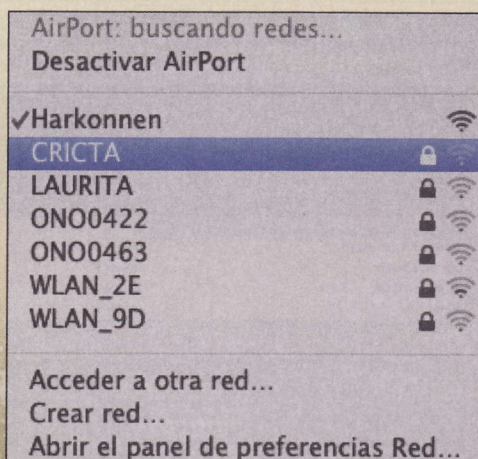 AirPort: buscando redes...
Desactivar AirPort
✓Harkonnen
CRICTA
LAURITA
ONO0422
ONO0463
WLAN_2E
WLAN_9D
Acceder a otra red...
Crear red...
Abrir el panel de preferencias Red...